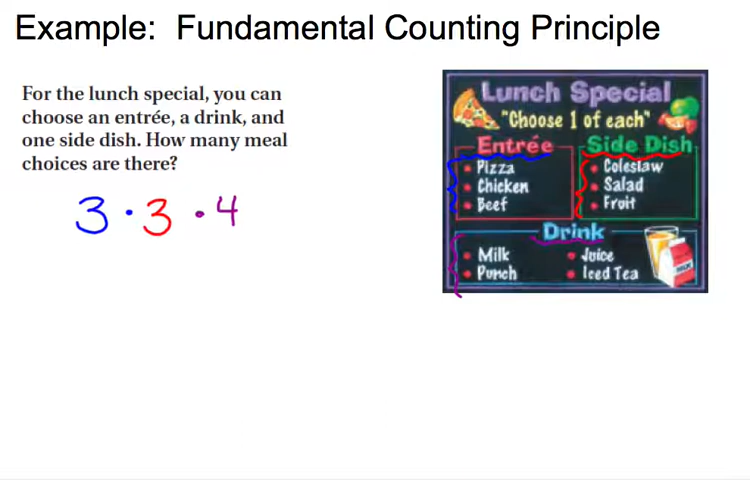 Example:  Fundamental Counting Principle
For the lunch special, you can
choose an entrée, a drink, and
one side dish. How many meal
choices are there?
3 · 3 · 4
Lunch Special
"Choose 1 of each"
Entrée
• Pizza
• Chicken
• Beef
Side Dish
• Coleslaw
• Salad
• Fruit
Drink
• Milk
• Punch
• Juice
• Iced Tea
MILK